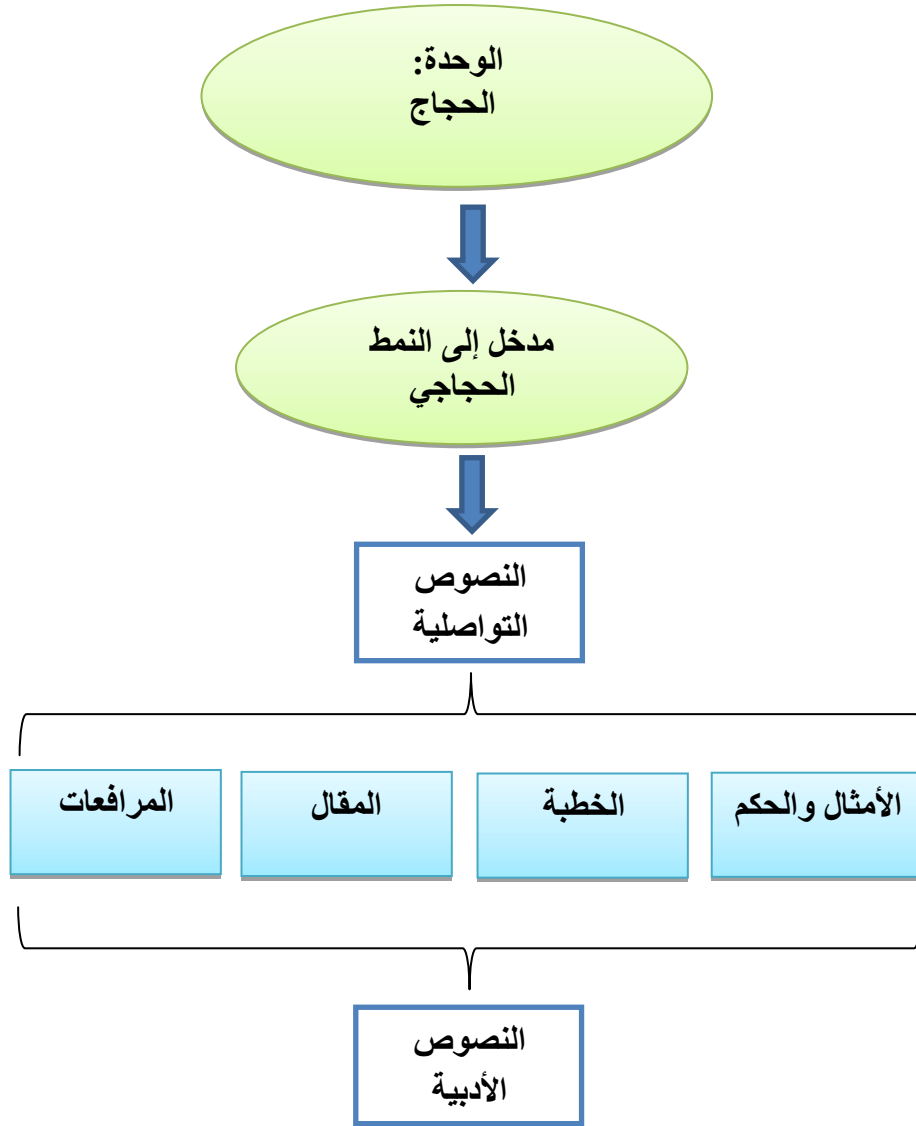 الوحدة:
الحجاج
مدخل إلى النمط
الحجاجي
النصوص
التواصلية
الأمثال والحكم
الخطبة
المقال
المرافعات
النصوص
الأدبية